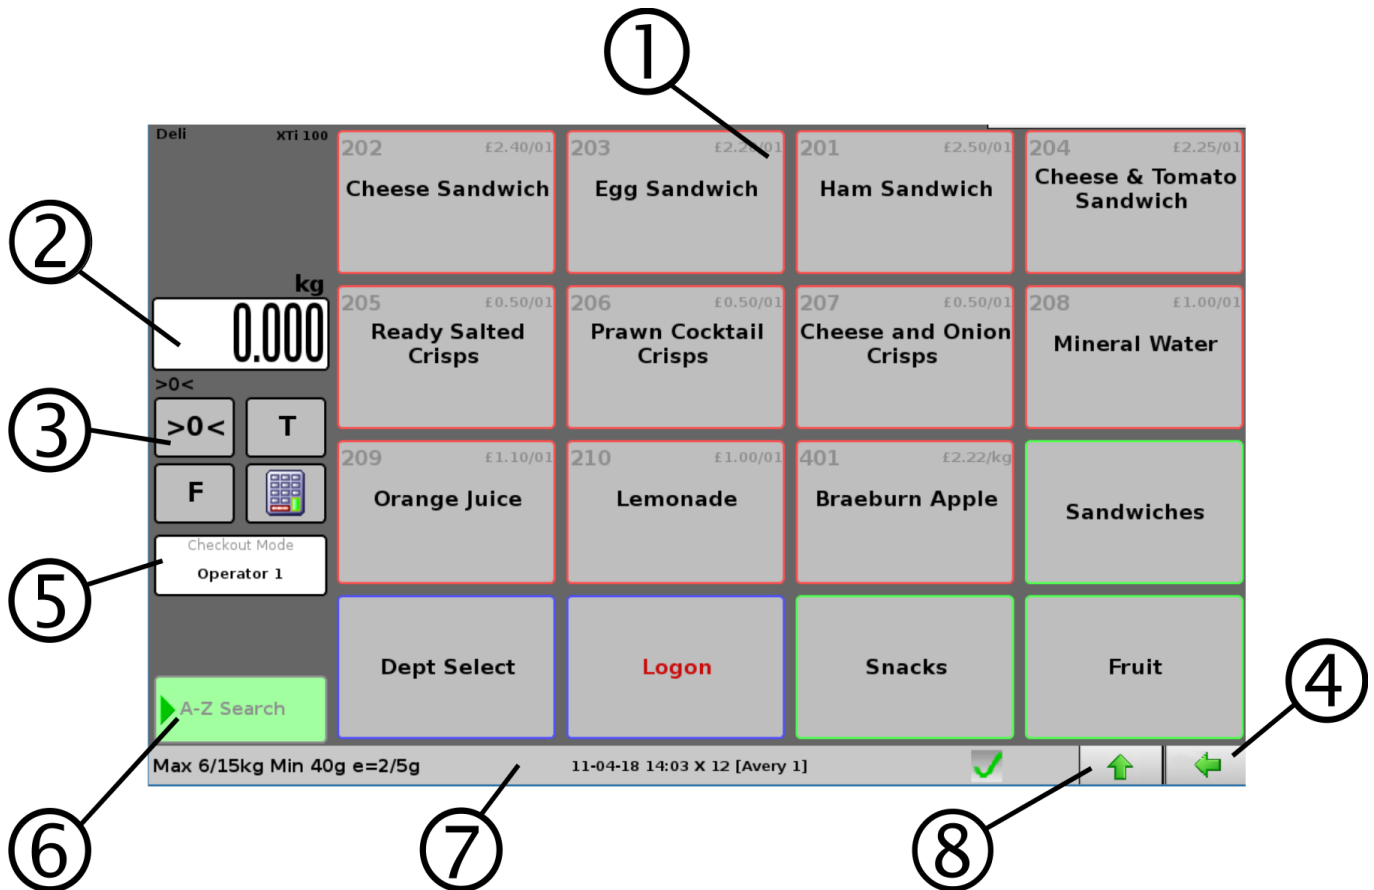 1
Deli XTi 100
202 £2.40/01
Cheese Sandwich
203 £2.20/01
Egg Sandwich
201 £2.50/01
Ham Sandwich
204 £2.25/01
Cheese & Tomato
Sandwich
2
kg
0.000
>0<
205 £0.50/01
Ready Salted
Crisps
206 £0.50/01
Prawn Cocktail
Crisps
207 £0.50/01
Cheese and Onion
Crisps
208 £1.00/01
Mineral Water
3
>0< T
F
209 £1.10/01
Orange Juice
210 £1.00/01
Lemonade
401 £2.22/kg
Braeburn Apple
Sandwiches
5
Checkout Mode
Operator 1
Dept Select
Logon
Snacks
Fruit
4
A-Z Search
Max 6/15kg Min 40g e=2/5g
11-04-18 14:03 X 12 [Avery 1]
6
7
8